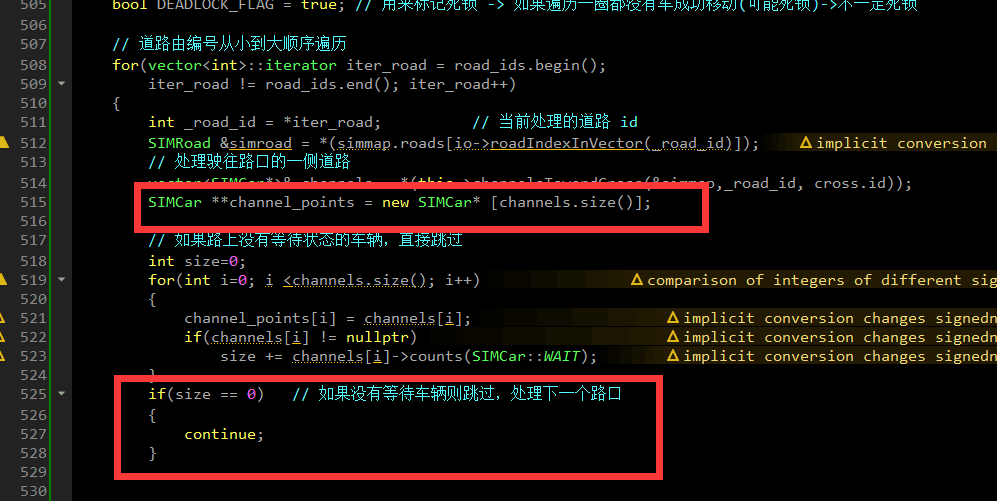 505 bool DEADLOCK_FLAG = true; // 用来标记死锁 -> 如果遍历一圈都没有车成功移动(可能死锁)->不一定死锁
506
507 // 道路由编号从小到大顺序遍历
508 for(vector<int>::iterator iter_road = road_ids.begin();
509 iter_road != road_ids.end(); iter_road++)
510 {
511 int _road_id = *iter_road; // 当前处理的道路 id
512 SIMRoad &simroad = *(simmap.roads[io->roadIndexInVector(_road_id)]); implicit conversion
513 // 处理驶往路口的一侧道路
514 vector<SIMCar*>& channels = *(this->channelsTowardCross(&simmap,_road_id, cross.id));
515 SIMCar **channel_points = new SIMCar* [channels.size()];
516
517 // 如果路上没有等待状态的车辆,直接跳过
518 int size=0;
519 for(int i=0; i <channels.size(); i++) comparison of integers of different sig
520 {
521 channel_points[i] = channels[i]; implicit conversion changes signedn
522 if(channels[i] != nullptr) implicit conversion changes signedn
523 size += channels[i]->counts(SIMCar::WAIT); implicit conversion changes signedn
524 }
525 if(size == 0) // 如果没有等待车辆则跳过,处理下一个路口
526 {
527 continue;
528 }
529
530